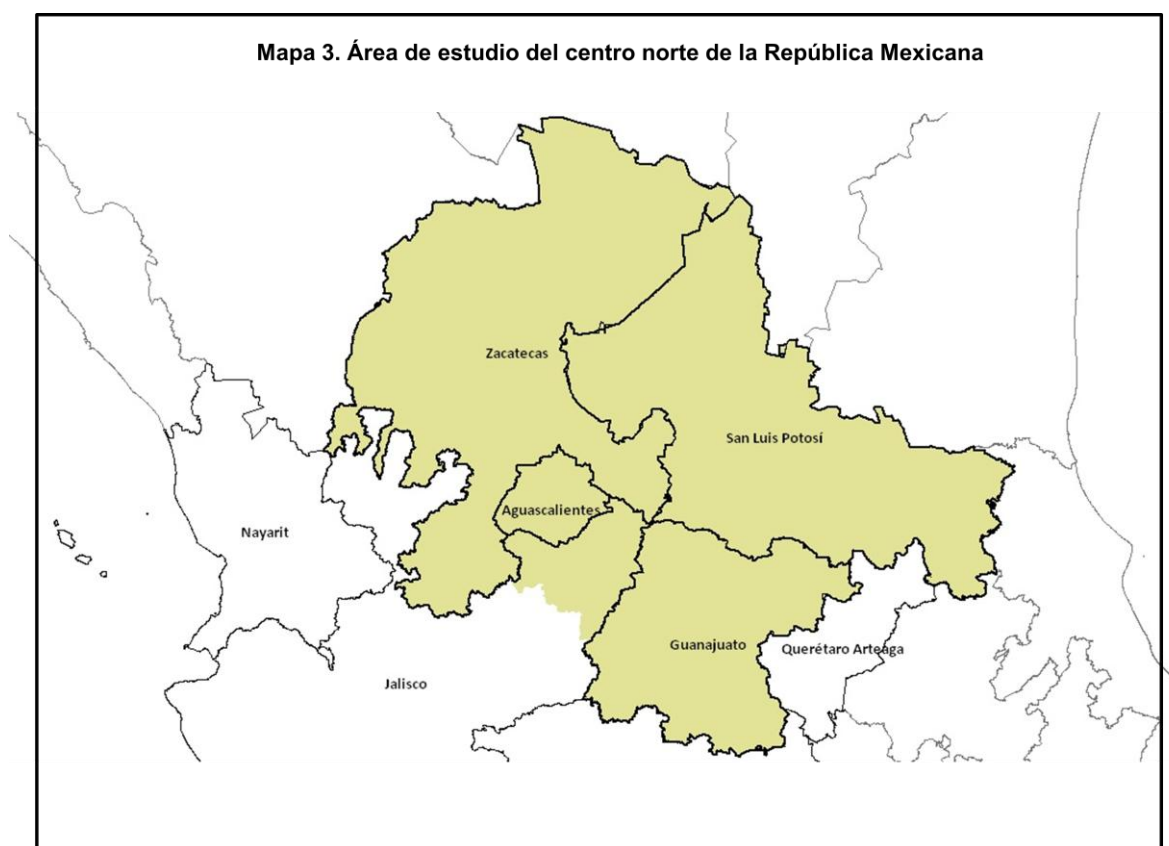 Mapa 3. Área de estudio del centro norte de la República Mexicana
Zacatecas
San Luis Potosí
Aguascalientes
Nayarit
Guanajuato
Querétaro Arteaga
Jalisco